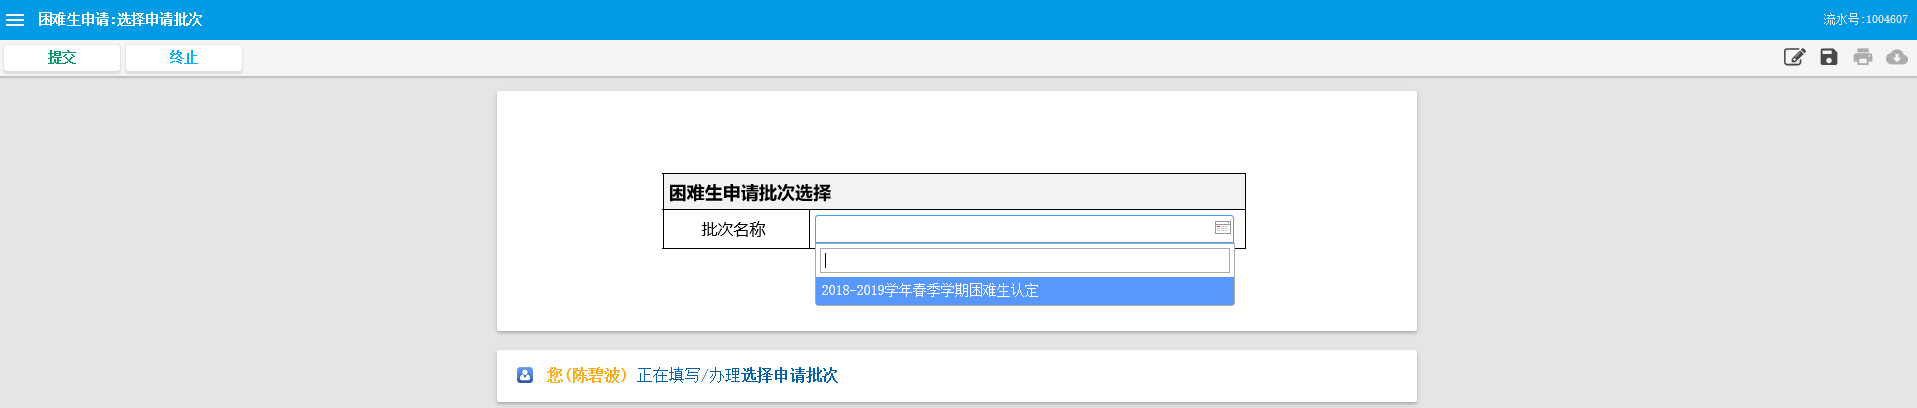 困难生申请:选择申请批次
流水号:1004607
提交
终止
困难生申请批次选择
批次名称
2018-2019学年春季学期困难生认定
您(陈碧波) 正在填写/办理选择申请批次